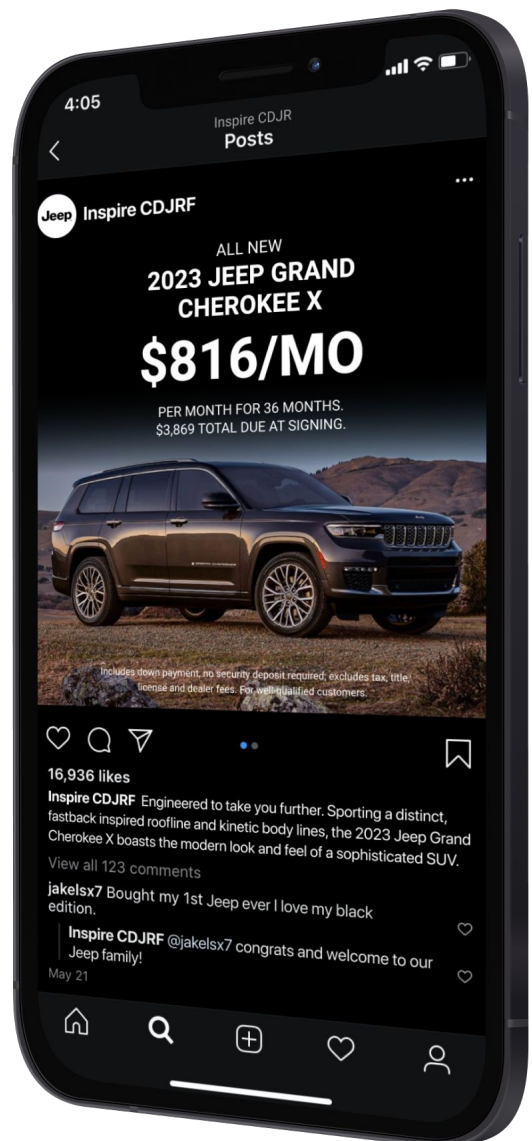 4:05
Inspire CDJR
Posts
Jeep
Inspire CDJRF
ALL NEW
2023 JEEP GRAND
CHEROKEE X
$816/MO
PER MONTH FOR 36 MONTHS.
$3,869 TOTAL DUE AT SIGNING.
Includes down payment, no security deposit required; excludes tax, title,
license and dealer fees. For well-qualified customers.
16,936 likes
Inspire CDJRF Engineered to take you further. Sporting a distinct,
fastback inspired roofline and kinetic body lines, the 2023 Jeep Grand
Cherokee X boasts the modern look and feel of a sophisticated SUV.
View all 123 comments
jakelsx7 Bought my 1st Jeep ever I love my black
edition.
Inspire CDJRF @jakelsx7 congrats and welcome to our
Jeep family!
May 21